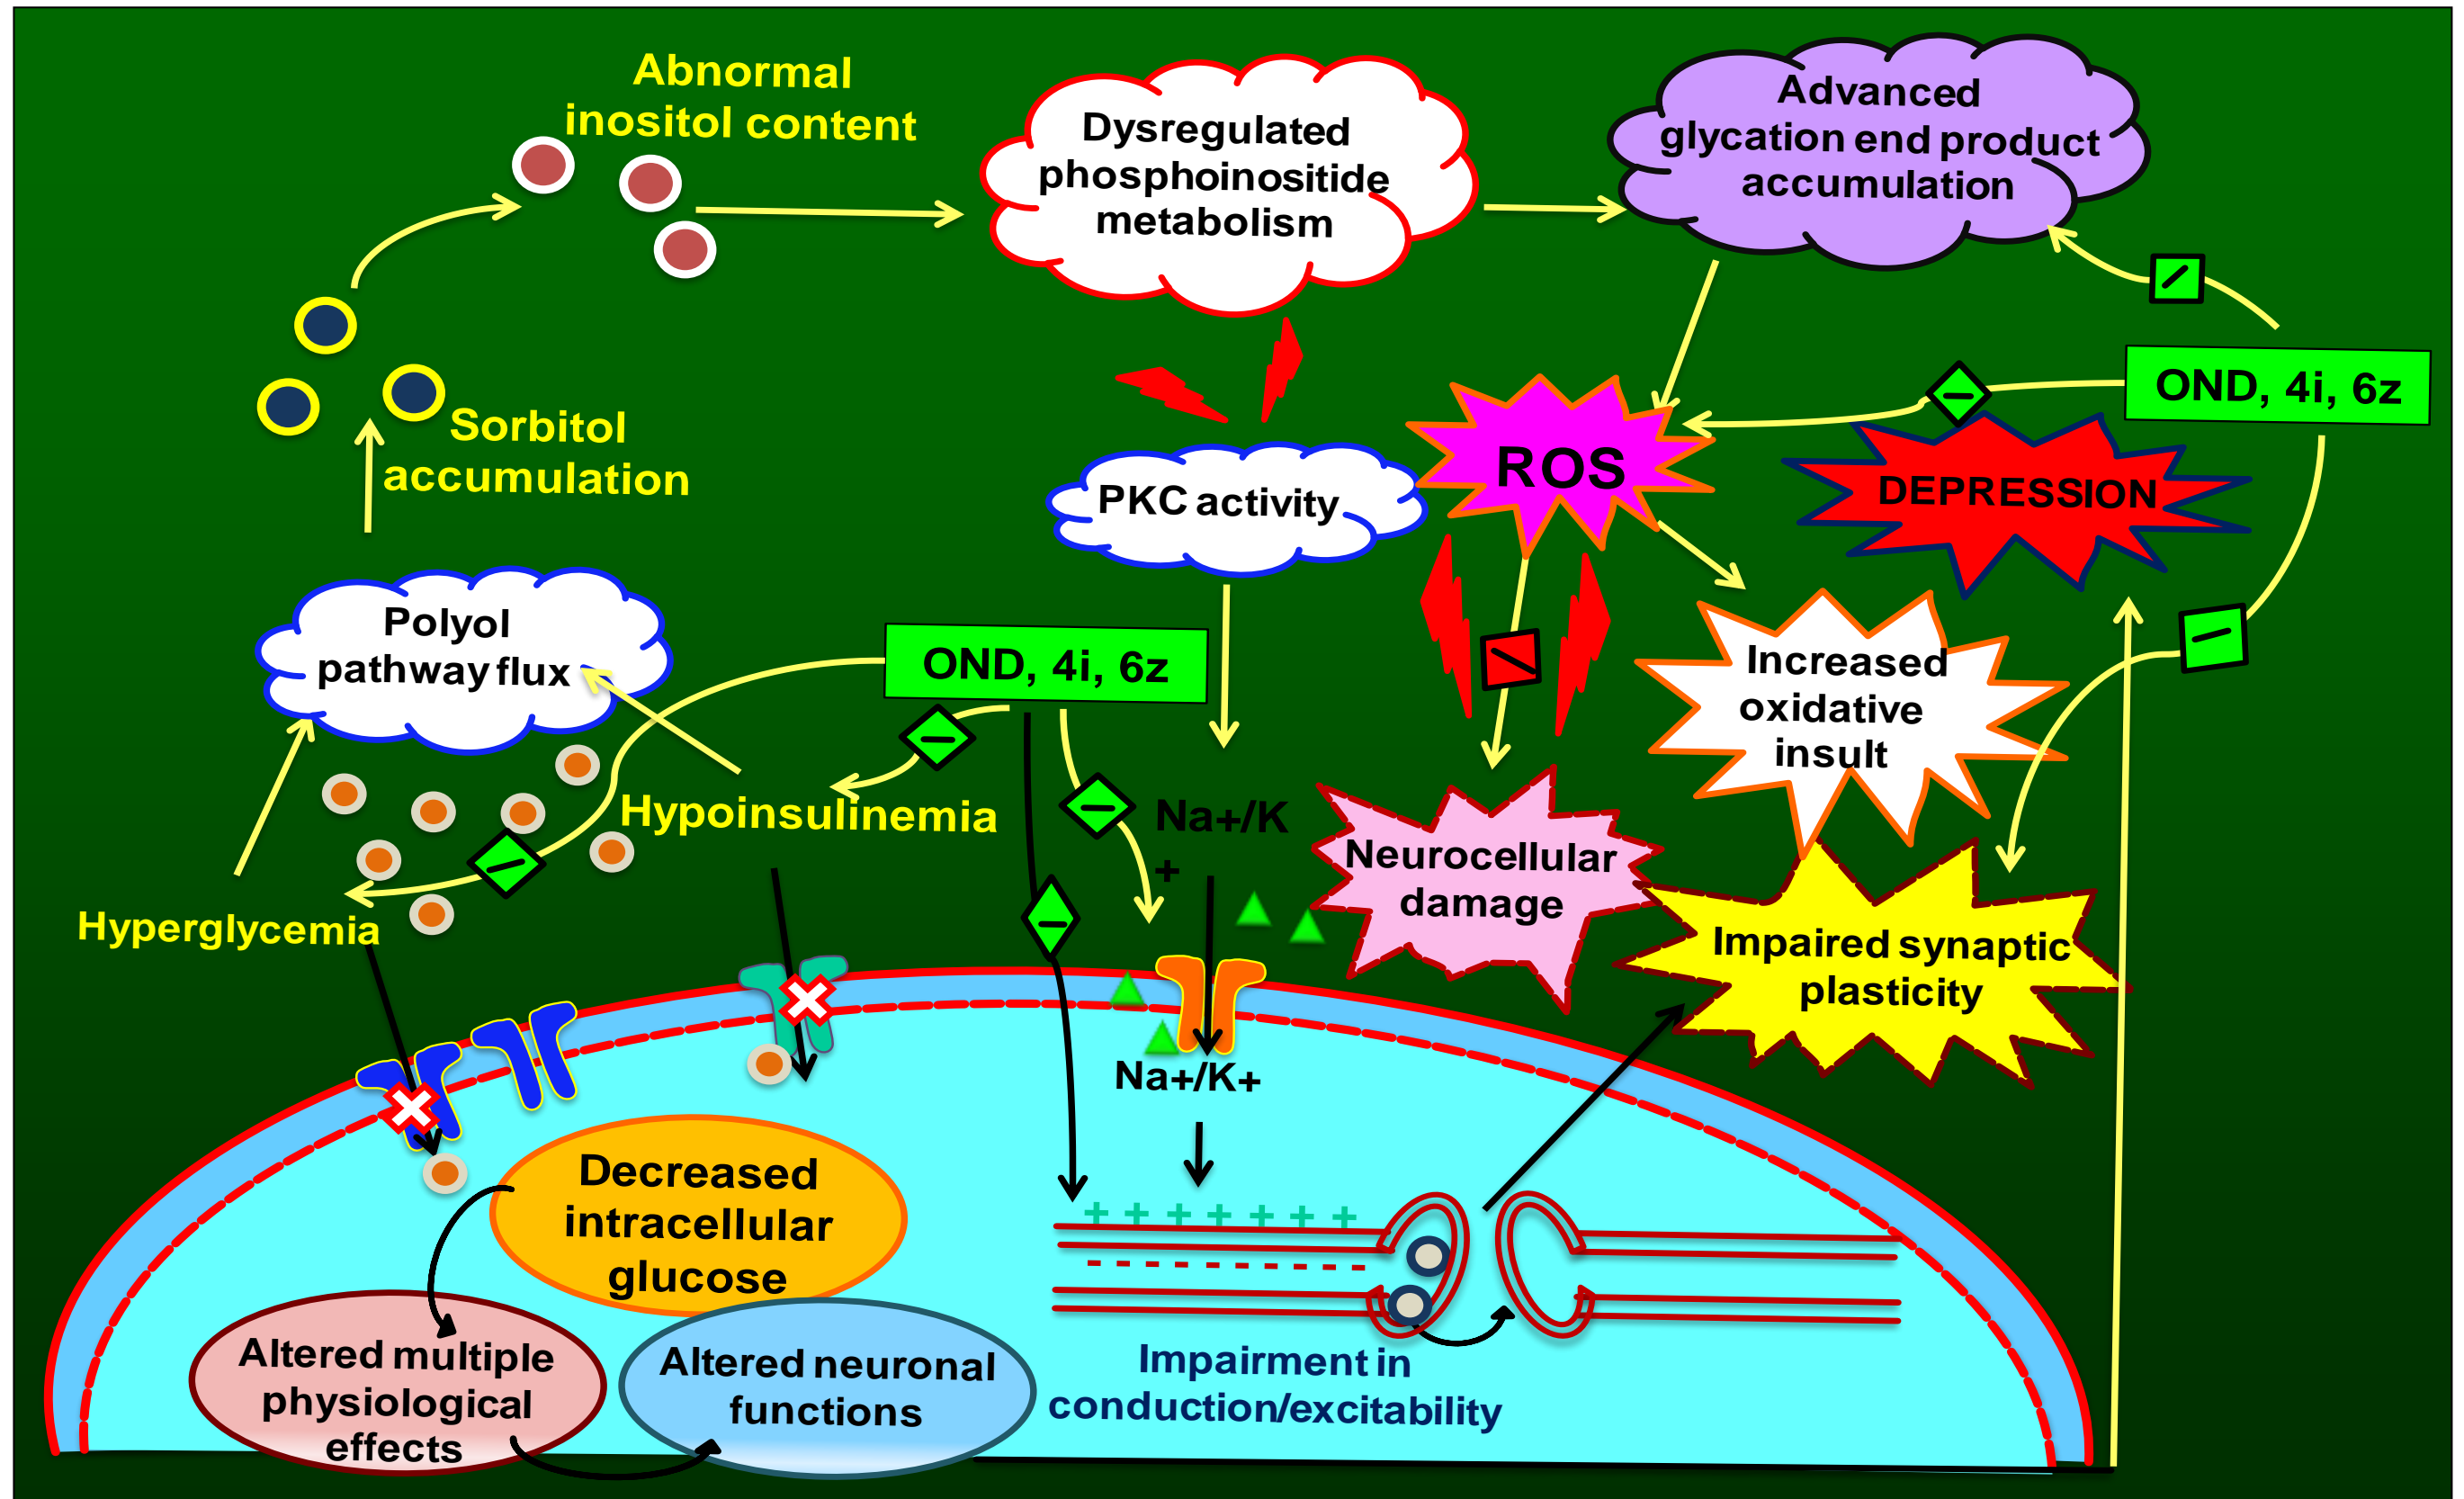 Abnormal
inositol content
Dysregulated
phosphoinositide
metabolism
Advanced
glycation end product
accumulation
OND, 4i, 6z
Sorbitol
accumulation
PKC activity
ROS
DEPRESSION
Polyol
pathway flux
OND, 4i, 6z
Increased
oxidative
insult
Hypoinsulinemia
Na+/K
+
Neurocellular
damage
Hyperglycemia
Impaired synaptic
plasticity
Na+/K+
Decreased
intracellular
glucose
+ + + + + + +
- - - - - - - - - -
Altered multiple
physiological
effects
Altered neuronal
functions
Impairment in
conduction/excitability